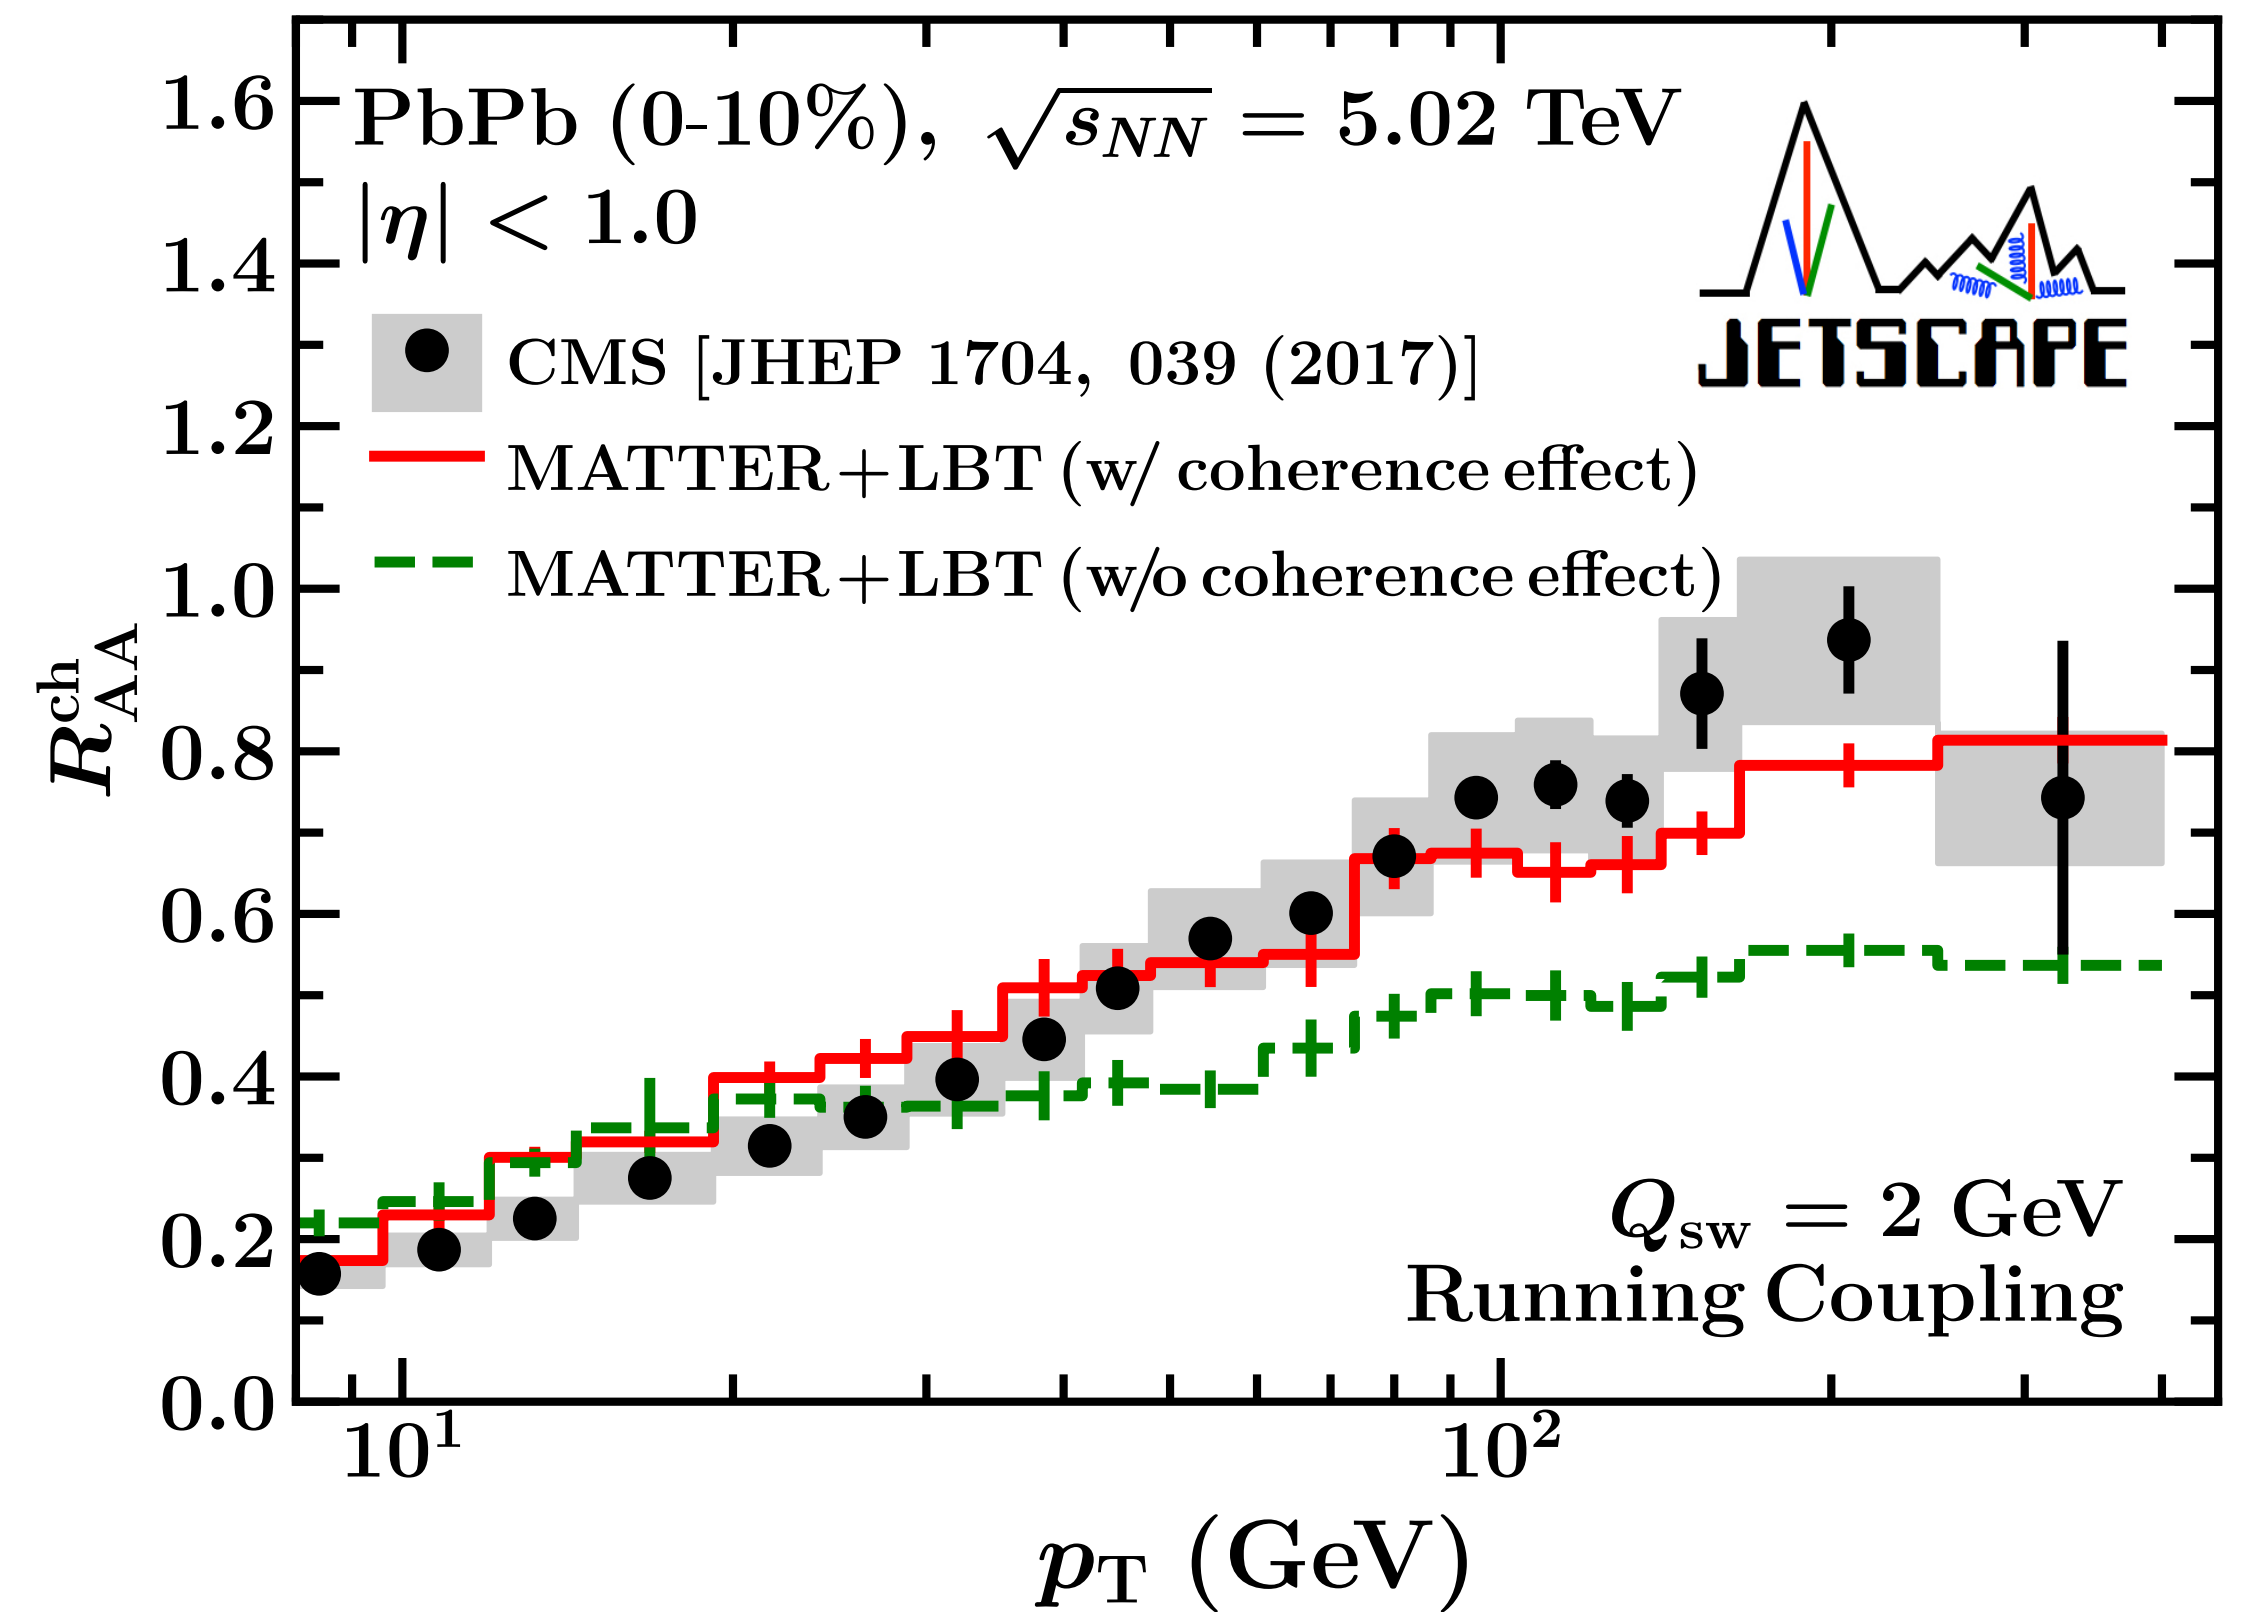 PbPb (0-10%), √sNN = 5.02 TeV
|η| < 1.0
JETSCAPE
CMS [JHEP 1704, 039 (2017)]
MATTER+LBT (w/ coherence effect)
MATTER+LBT (w/o coherence effect)
1.6
1.4
1.2
1.0
0.8
0.6
0.4
0.2
0.0
R^ch_AA
Q_sw = 2 GeV
Running Coupling
10^1 10^2
p_T (GeV)